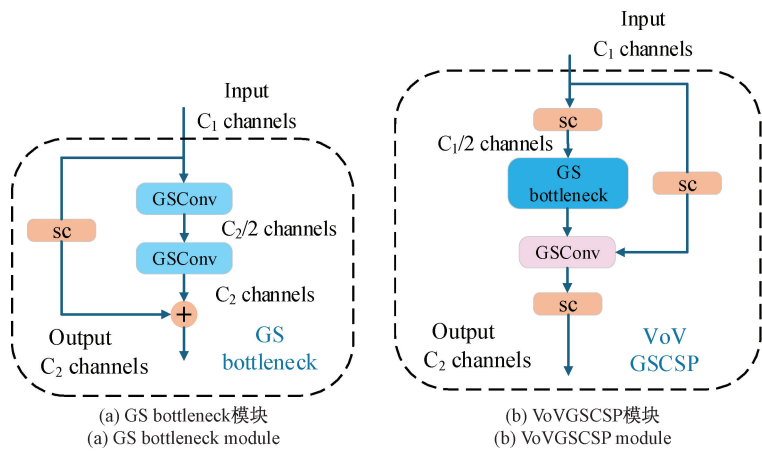 Input
C₁ channels
GSConv
C₂/2 channels
sc
GSConv
C₂ channels
+
Output
C₂ channels
GS
bottleneck
(a) GS bottleneck模块
(a) GS bottleneck module
Input
C₁ channels
sc
C₁/2 channels
GS
bottleneck
sc
GSConv
sc
Output
C₂ channels
VoV
GSCSP
(b) VoVGSCSP模块
(b) VoVGSCSP module